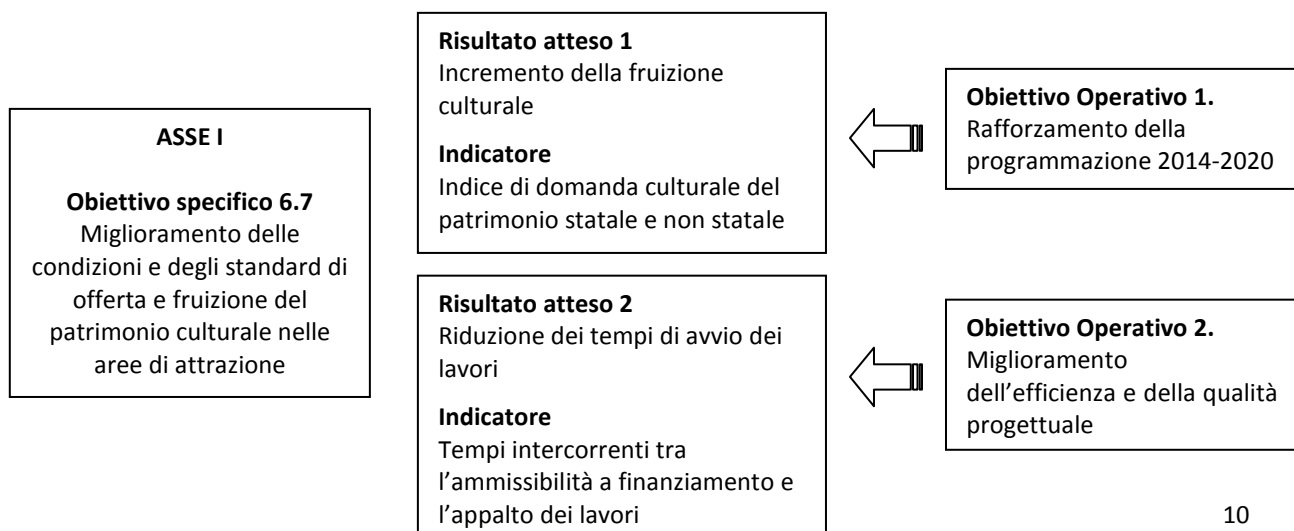 ASSE I
Obiettivo specifico 6.7
Miglioramento delle
condizioni e degli standard di
offerta e fruizione del
patrimonio culturale nelle
aree di attrazione
Risultato atteso 1
Incremento della fruizione
culturale
Indicatore
Indice di domanda culturale del
patrimonio statale e non statale
Obiettivo Operativo 1.
Rafforzamento della
programmazione 2014-2020
Risultato atteso 2
Riduzione dei tempi di avvio dei
lavori
Indicatore
Tempi intercorrenti tra
l’ammissibilità a finanziamento e
l’appalto dei lavori
Obiettivo Operativo 2.
Miglioramento
dell’efficienza e della qualità
progettuale
10